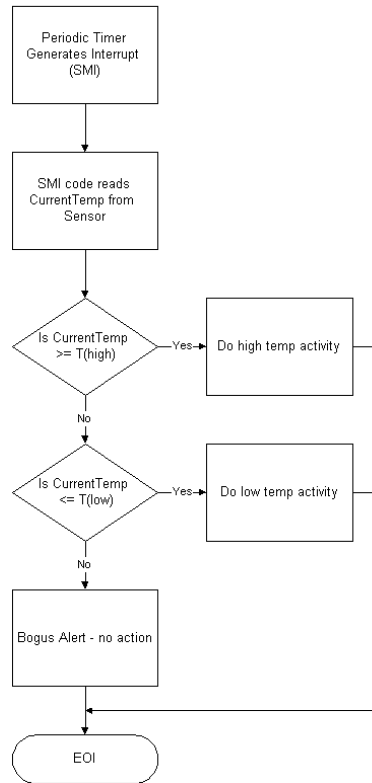 Periodic Timer
Generates Interrupt
(SMI)
SMI code reads
CurrentTemp from
Sensor
Is CurrentTemp
>= T(high)
Yes
Do high temp activity
No
Is CurrentTemp
<= T(low)
Yes
Do low temp activity
No
Bogus Alert - no action
EOI